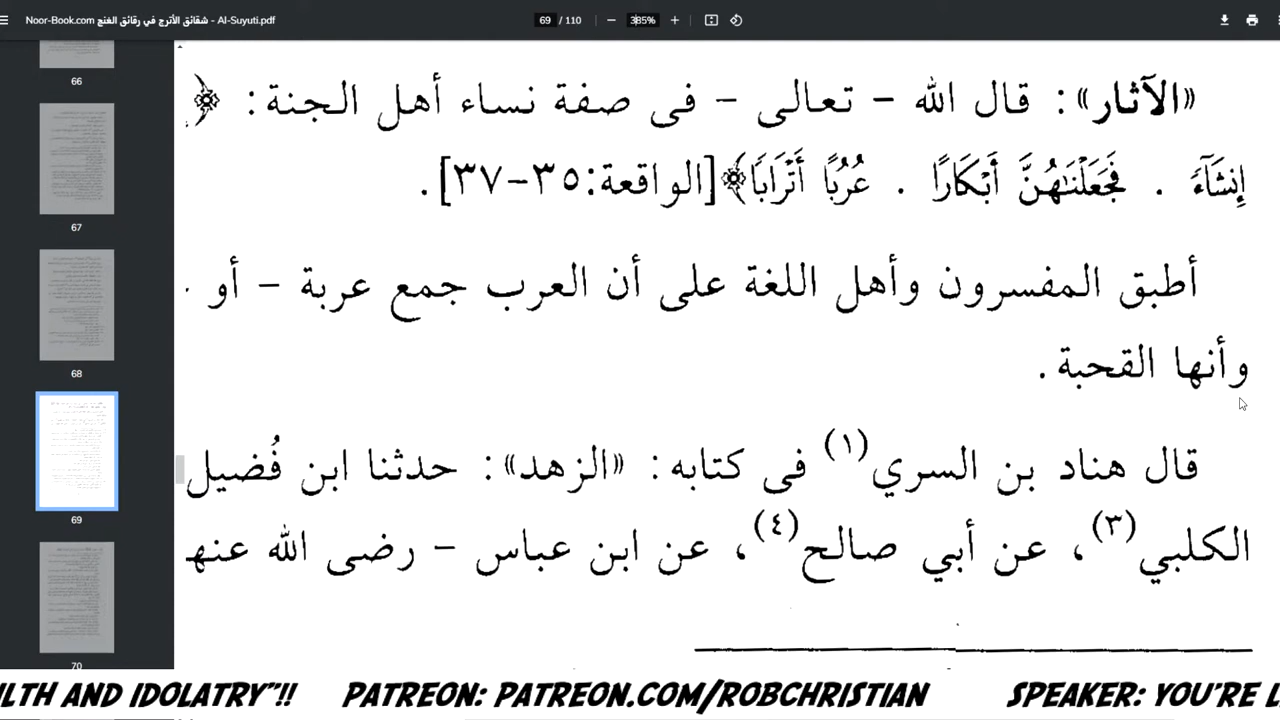 Noor-Book.com شقائق الأترج في رقائق الغنج - Al-Suyuti.pdf
69 / 110
385%
66
67
68
69
70
«الآثار» : قال الله – تعالى – فى صفة نساء أهل الجنة : ﴿
إِنشَآءً . فَجَعَلْنَٰهُنَّ أَبْكَارًا . عُرُبًا أَتْرَابًا﴾[الواقعة:٣٥-٣٧].
أطبق المفسرون وأهل اللغة على أن العرب جمع عربة – أو
وأنها القحبة .
قال هناد بن السري(١) فى كتابه : «الزهد» : حدثنا ابن فُضيل
الكلبي(٣)، عن أبي صالح(٤)، عن ابن عباس – رضى الله عنه
LTH AND IDOLATRY"!! PATREON: PATREON.COM/ROBCHRISTIAN SPEAKER: YOU'RE